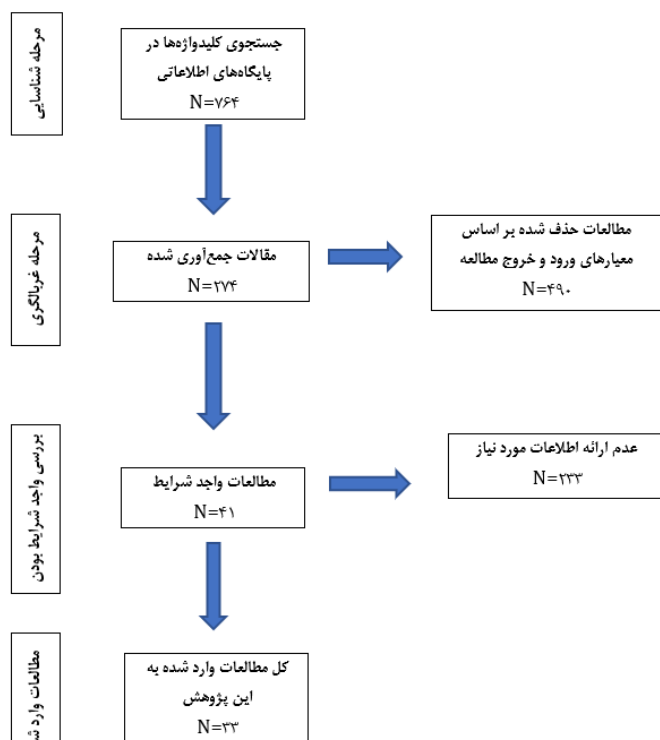 مرحله شناسایی
جستجوی کلیدواژه‌ها در
پایگاه‌های اطلاعاتی
N=۷۶۴
مرحله غربالگری
مقالات جمع‌آوری شده
N=۲۷۴
مطالعات حذف شده بر اساس
معیارهای ورود و خروج مطالعه
N=۴۹۰
بررسی واجد شرایط بودن
مطالعات واجد شرایط
N=۴۱
عدم ارائه اطلاعات مورد نیاز
N=۲۳۳
مطالعات وارد
کل مطالعات وارد شده به
این پژوهش
N=۳۳